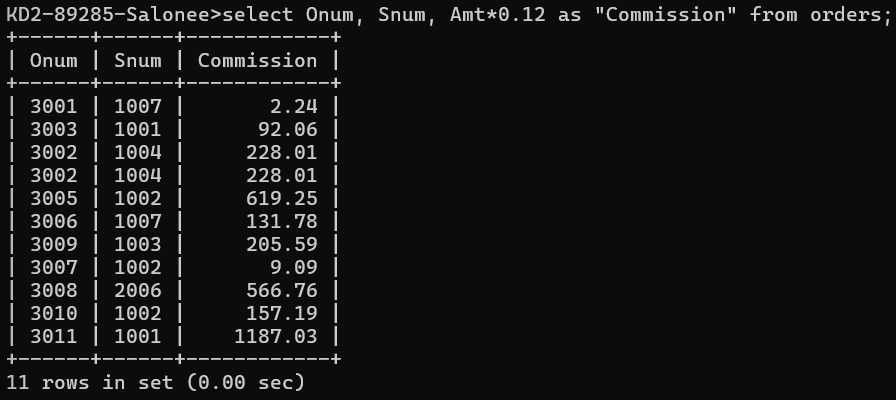 KD2-89285-Salonee>select Onum, Snum, Amt*0.12 as "Commission" from orders;
+------+------+------------+
| Onum | Snum | Commission |
+------+------+------------+
| 3001 | 1007 |       2.24 |
| 3003 | 1001 |      92.06 |
| 3002 | 1004 |     228.01 |
| 3002 | 1004 |     228.01 |
| 3005 | 1002 |     619.25 |
| 3006 | 1007 |     131.78 |
| 3009 | 1003 |     205.59 |
| 3007 | 1002 |       9.09 |
| 3008 | 2006 |     566.76 |
| 3010 | 1002 |     157.19 |
| 3011 | 1001 |    1187.03 |
+------+------+------------+
11 rows in set (0.00 sec)